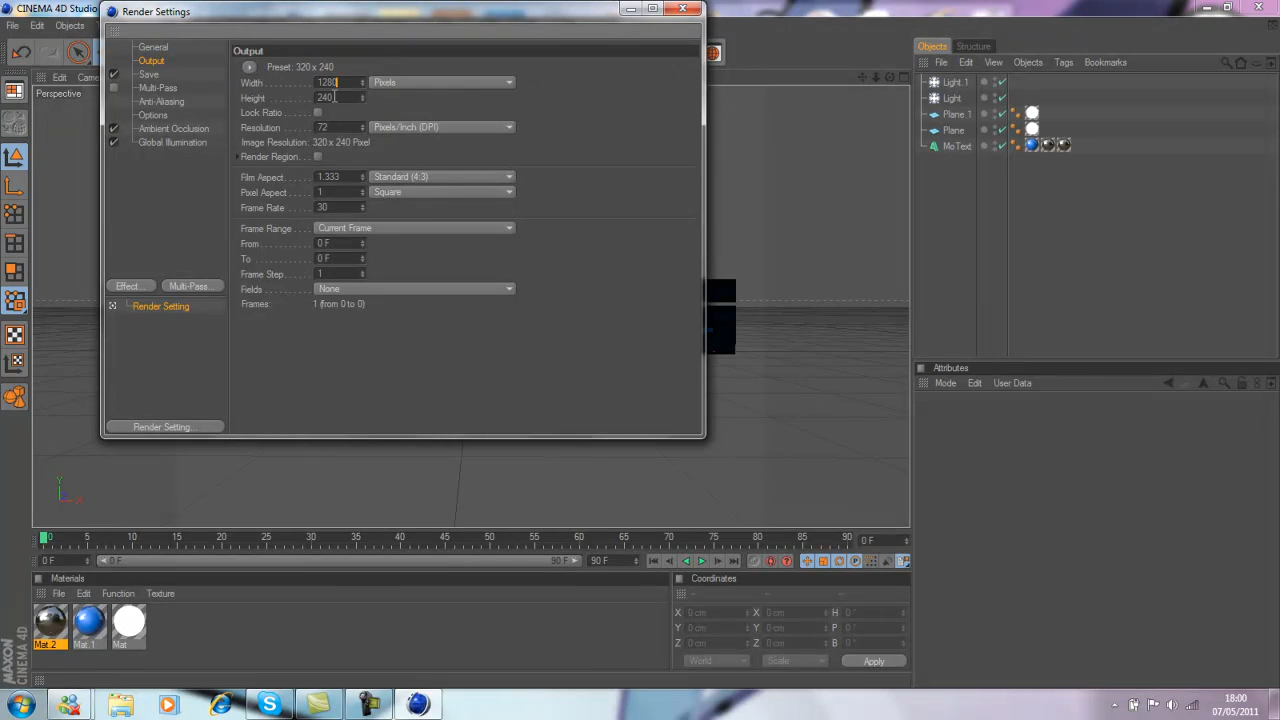 CINEMA 4D Studio
Render Settings
File Edit Objects
General
Output
Save
Multi-Pass
Anti-Aliasing
Options
Ambient Occlusion
Global Illumination
Effect...
Multi-Pass...
Render Setting
Render Setting...
Output
Preset: 320 x 240
Width 1280 Pixels
Height 240
Lock Ratio
Resolution 72 Pixels/Inch (DPI)
Image Resolution: 320 x 240 Pixel
Render Region
Film Aspect 1.333 Standard (4:3)
Pixel Aspect 1 Square
Frame Rate 30
Frame Range Current Frame
From 0 F
To 0 F
Frame Step 1
Fields None
Frames: 1 (from 0 to 0)
Edit Came
Perspective
Objects Structure
File Edit View Objects Tags Bookmarks
Light.1
Light
Plane 1
Plane
MoText
Attributes
Mode Edit User Data
Y
X
0 5 10 15 20 25 30 35 40 45 50 55 60 65 70 75 80 85 90 0 F
0 F 0 F 90 F 90 F
Materials
File Edit Function Texture
Mat.2 Mat.1 Mat
Coordinates
X 0 cm X 0 cm H 0 °
Y 0 cm Y 0 cm P 0 °
Z 0 cm Z 0 cm B 0 °
World Scale Apply
MAXON
CINEMA 4D
18:00
07/05/2011